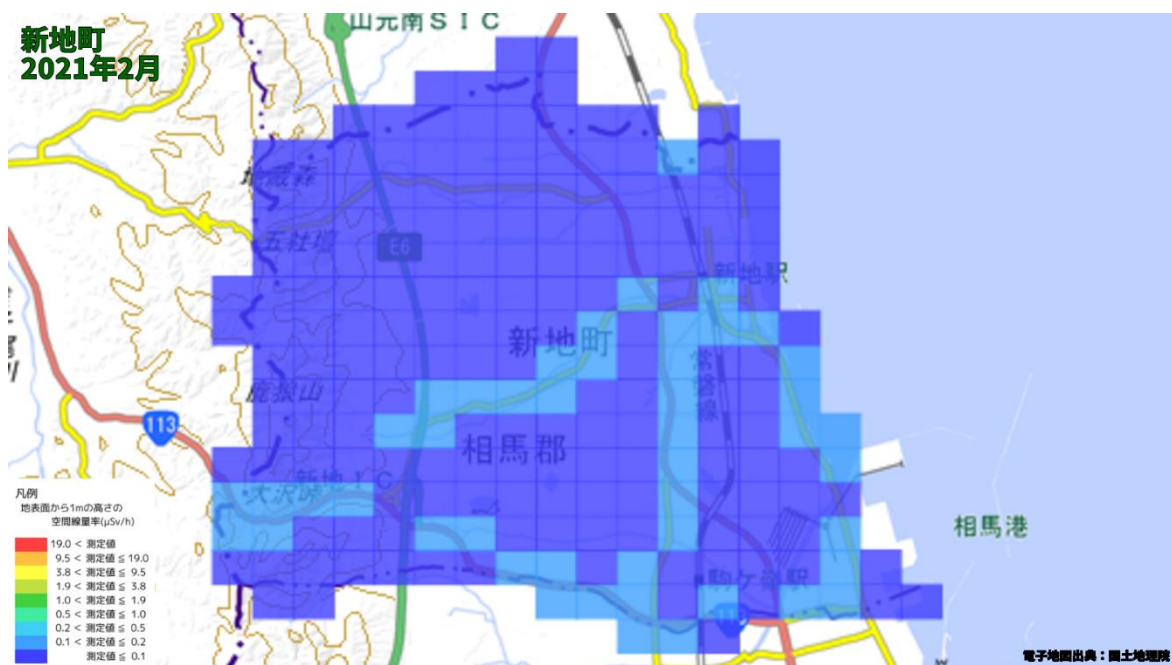 新地町
2021年2月
山元南ＳＩＣ
地蔵森
五社壇
E6
新地駅
新地町
常磐線
鹿狼山
113
相馬郡
新地ＩＣ
大沢峠
相馬港
駒ケ嶺駅
113
凡例
地表面から1mの高さの
空間線量率(μSv/h)
19.0 < 測定値
9.5 < 測定値 ≤ 19.0
3.8 < 測定値 ≤ 9.5
1.9 < 測定値 ≤ 3.8
1.0 < 測定値 ≤ 1.9
0.5 < 測定値 ≤ 1.0
0.2 < 測定値 ≤ 0.5
0.1 < 測定値 ≤ 0.2
測定値 ≤ 0.1
電子地図出典：国土地理院